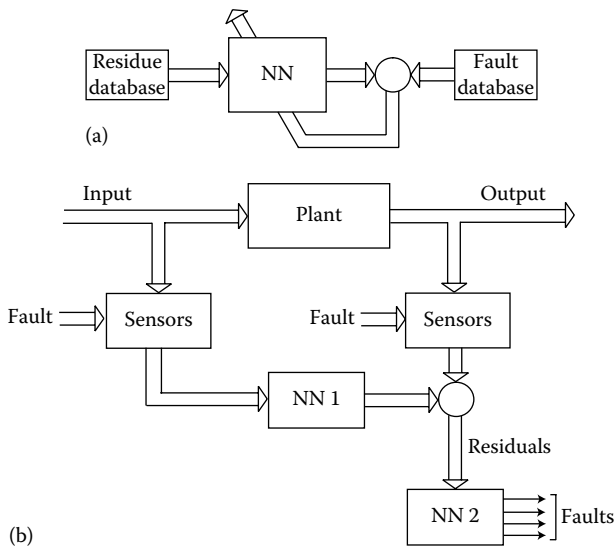 Residue
database
NN
Fault
database
(a)
Input
Plant
Output
Fault
Sensors
Fault
Sensors
NN 1
Residuals
NN 2
Faults
(b)